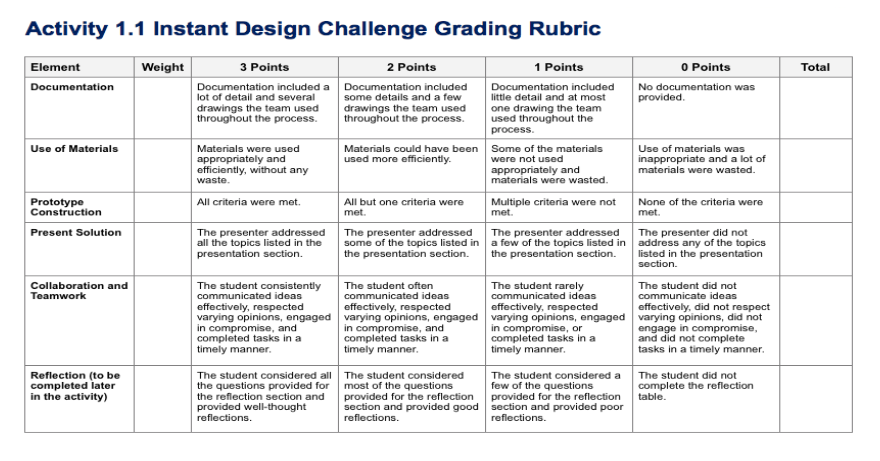 Activity 1.1 Instant Design Challenge Grading Rubric
Element Weight 3 Points 2 Points 1 Points 0 Points Total
Documentation
Documentation included a
lot of detail and several
drawings the team used
throughout the process.
Documentation included
some details and a few
drawings the team used
throughout the process.
Documentation included
little detail and at most
one drawing the team
used throughout the
process.
No documentation was
provided.
Use of Materials
Materials were used
appropriately and
efficiently, without any
waste.
Materials could have been
used more efficiently.
Some of the materials
were not used
appropriately and
materials were wasted.
Use of materials was
inappropriate and a lot of
materials were wasted.
Prototype
Construction
All criteria were met.
All but one criteria were
met.
Multiple criteria were not
met.
None of the criteria were
met.
Present Solution
The presenter addressed
all the topics listed in the
presentation section.
The presenter addressed
some of the topics listed in
the presentation section.
The presenter addressed
a few of the topics listed in
the presentation section.
The presenter did not
address any of the topics
listed in the presentation
section.
Collaboration and
Teamwork
The student consistently
communicated ideas
effectively, respected
varying opinions, engaged
in compromise, and
completed tasks in a
timely manner.
The student often
communicated ideas
effectively, respected
varying opinions, engaged
in compromise, and
completed tasks in a
timely manner.
The student rarely
communicated ideas
effectively, respected
varying opinions, engaged
in compromise, or
completed tasks in a
timely manner.
The student did not
communicate ideas
effectively, did not respect
varying opinions, did not
engage in compromise,
and did not complete
tasks in a timely manner.
Reflection (to be
completed later
in the activity)
The student considered all
the questions provided for
the reflection section and
provided well-thought
reflections.
The student considered
most of the questions
provided for the reflection
section and provided good
reflections.
The student considered a
few of the questions
provided for the reflection
section and provided poor
reflections.
The student did not
complete the reflection
table.